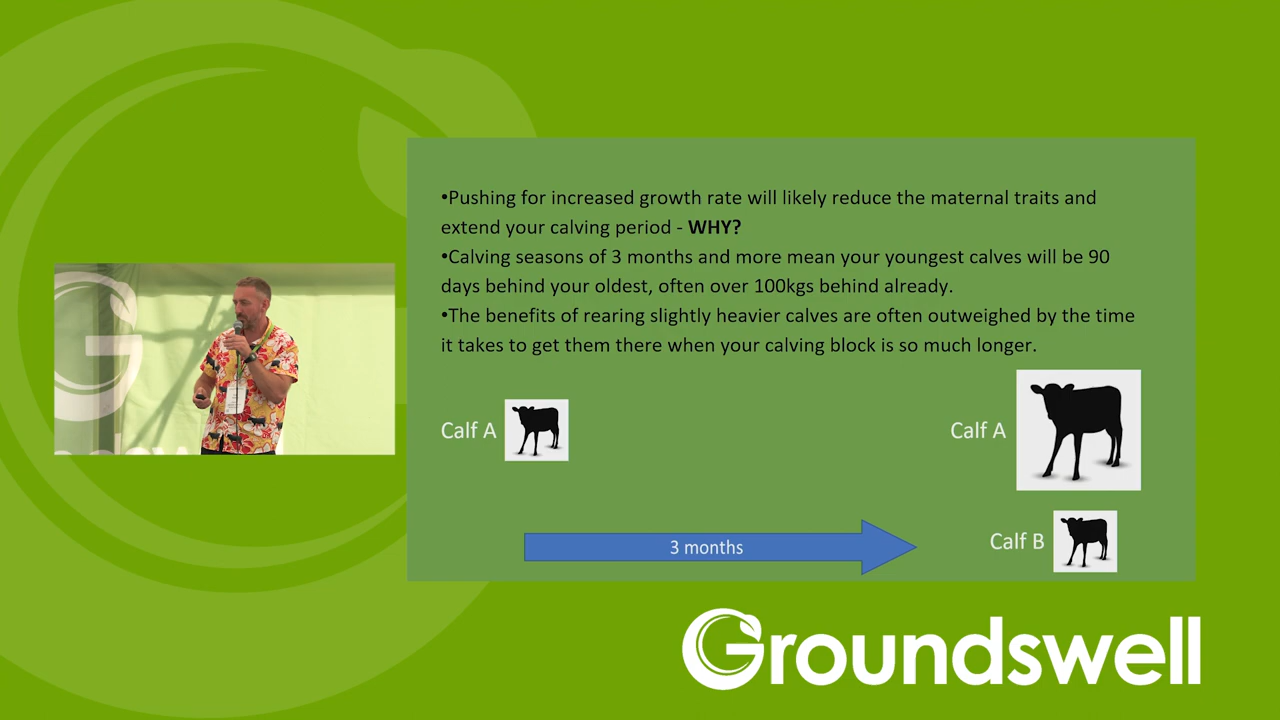 •Pushing for increased growth rate will likely reduce the maternal traits and
extend your calving period - WHY?
•Calving seasons of 3 months and more mean your youngest calves will be 90
days behind your oldest, often over 100kgs behind already.
•The benefits of rearing slightly heavier calves are often outweighed by the time
it takes to get them there when your calving block is so much longer.
Calf A
Calf A
3 months
Calf B
Groundswell